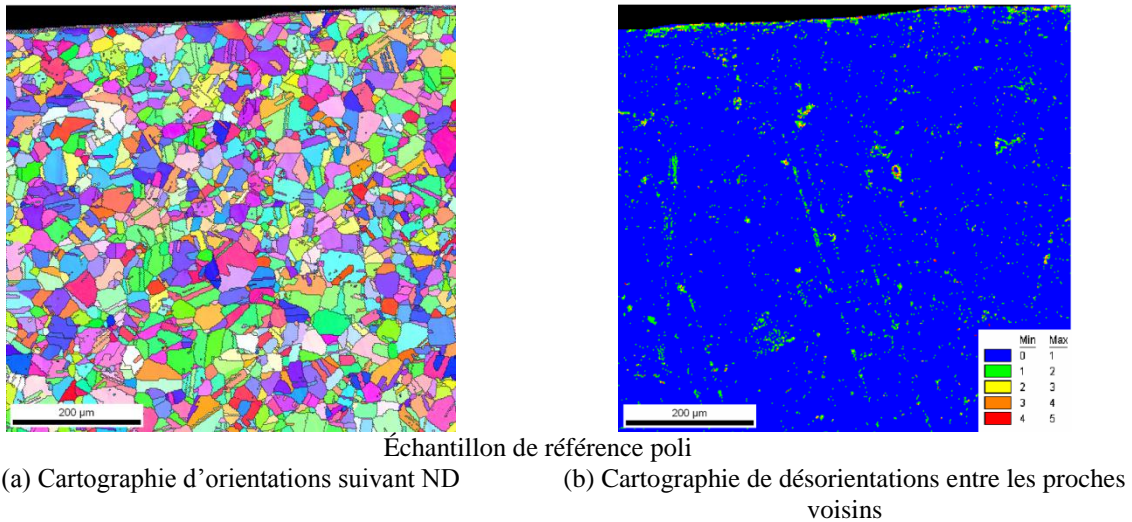 200 µm
Min Max
0 1
1 2
2 3
3 4
4 5
200 µm
Échantillon de référence poli
(a) Cartographie d'orientations suivant ND
(b) Cartographie de désorientations entre les proches
voisins